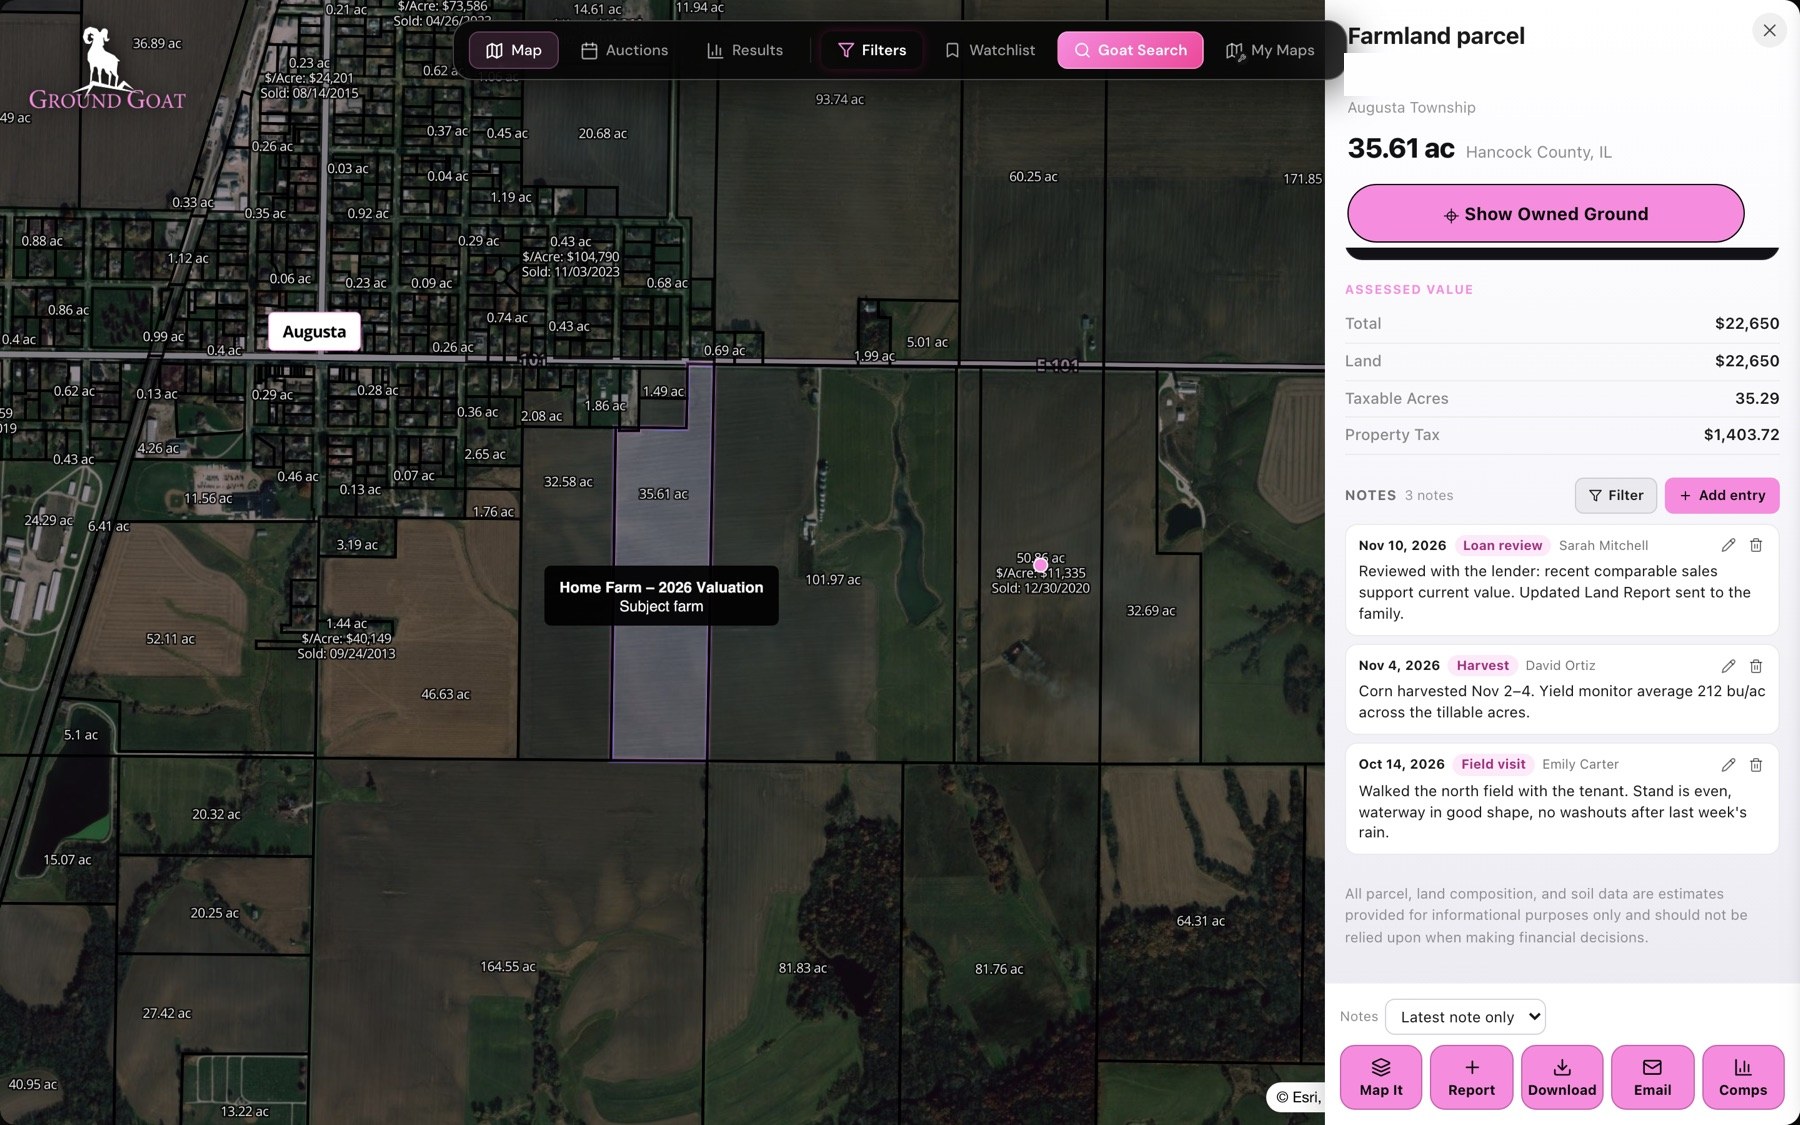 GROUND GOAT
Map
Auctions
Results
Filters
Watchlist
Goat Search
My Maps
0.21 ac
$/Acre: $73,586
14.61 ac
11.94 ac
36.89 ac
0.23 ac
$/Acre: $24,201
Sold: 08/14/2015
0.62 a
93.74 ac
49 ac
0.37 ac
0.45 ac
20.68 ac
0.26 ac
0.03 ac
0.04 ac
60.25 ac
171.85
0.33 ac
1.19 ac
0.35 ac
0.92 ac
0.88 ac
0.29 ac
0.43 ac
$/Acre: $104,790
Sold: 11/03/2023
1.12 ac
0.06 ac
0.23 ac
0.09 ac
0.68 ac
0.86 ac
0.74 ac
0.43 ac
Augusta
0.4 ac
0.99 ac
0.4 ac
0.26 ac
0.69 ac
1.99 ac
5.01 ac
E 101
0.62 ac
0.13 ac
0.29 ac
0.28 ac
1.49 ac
59
019
0.36 ac
2.08 ac
1.86 ac
0.43 ac
4.26 ac
2.65 ac
0.46 ac
0.07 ac
32.58 ac
35.61 ac
11.56 ac
0.13 ac
24.29 ac
6.41 ac
1.76 ac
3.19 ac
Home Farm – 2026 Valuation
Subject farm
101.97 ac
50.86 ac
$/Acre: $11,335
Sold: 12/30/2020
32.69 ac
52.11 ac
1.44 ac
$/Acre: $40,149
Sold: 09/24/2013
46.63 ac
5.1 ac
20.32 ac
15.07 ac
20.25 ac
64.31 ac
164.55 ac
81.83 ac
81.76 ac
27.42 ac
40.95 ac
13.22 ac
© Esri,
Farmland parcel
Augusta Township
35.61 ac Hancock County, IL
Show Owned Ground
ASSESSED VALUE
Total $22,650
Land $22,650
Taxable Acres 35.29
Property Tax $1,403.72
NOTES 3 notes
Filter
+ Add entry
Nov 10, 2026 Loan review Sarah Mitchell
Reviewed with the lender: recent comparable sales
support current value. Updated Land Report sent to the
family.
Nov 4, 2026 Harvest David Ortiz
Corn harvested Nov 2–4. Yield monitor average 212 bu/ac
across the tillable acres.
Oct 14, 2026 Field visit Emily Carter
Walked the north field with the tenant. Stand is even,
waterway in good shape, no washouts after last week's
rain.
All parcel, land composition, and soil data are estimates
provided for informational purposes only and should not be
relied upon when making financial decisions.
Notes Latest note only
Map It
Report
Download
Email
Comps